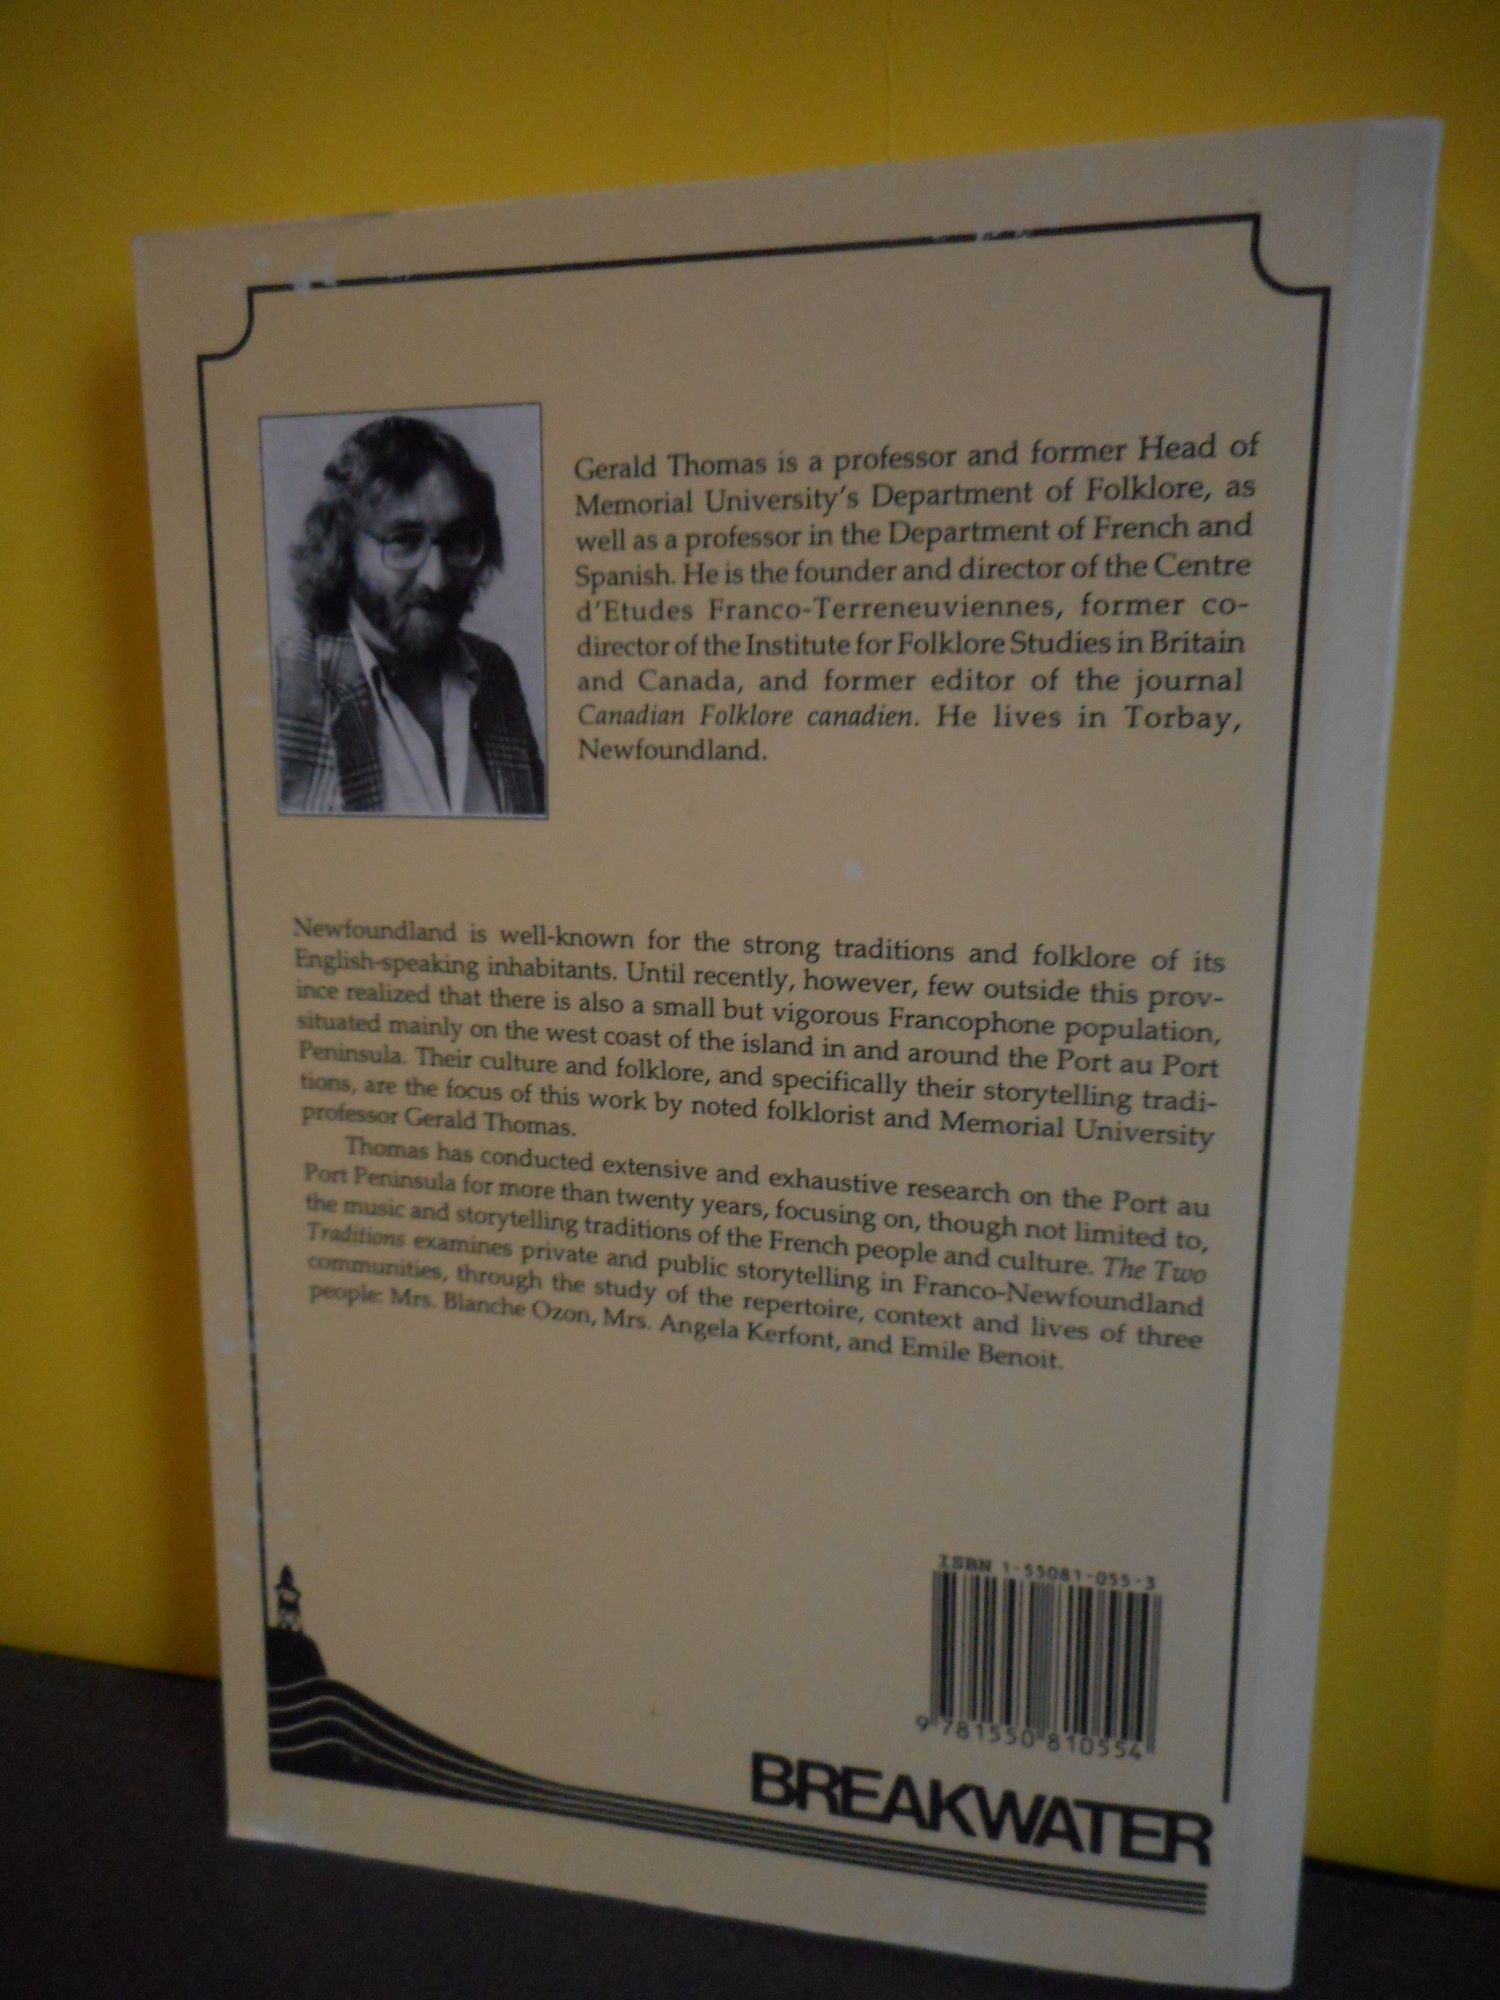 Gerald Thomas is a professor and former Head of
Memorial University's Department of Folklore, as
well as a professor in the Department of French and
Spanish. He is the founder and director of the Centre
d'Etudes Franco-Terreneuviennes, former co-
director of the Institute for Folklore Studies in Britain
and Canada, and former editor of the journal
Canadian Folklore canadien. He lives in Torbay,
Newfoundland.
Newfoundland is well-known for the strong traditions and folklore of its
English-speaking inhabitants. Until recently, however, few outside this prov-
ince realized that there is also a small but vigorous Francophone population,
situated mainly on the west coast of the island in and around the Port au Port
Peninsula. Their culture and folklore, and specifically their storytelling tradi-
tions, are the focus of this work by noted folklorist and Memorial University
professor Gerald Thomas.
Thomas has conducted extensive and exhaustive research on the Port au
Port Peninsula for more than twenty years, focusing on, though not limited to,
the music and storytelling traditions of the French people and culture. The Two
Traditions examines private and public storytelling in Franco-Newfoundland
communities, through the study of the repertoire, context and lives of three
people: Mrs. Blanche Ozon, Mrs. Angela Kerfont, and Emile Benoit.
ISBN 1-55081-055-3
9 781550 810554
BREAKWATER